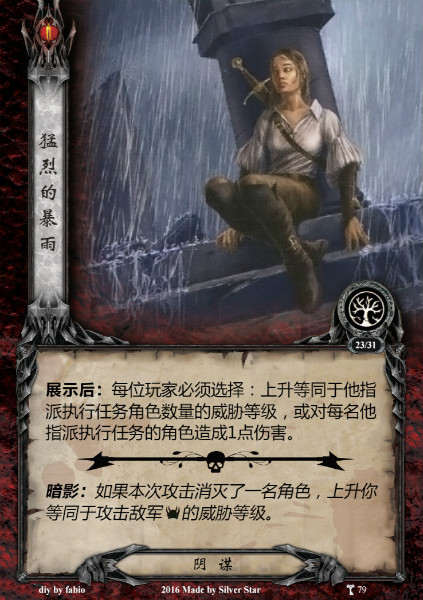 猛烈的暴雨
23/31
展示后：每位玩家必须选择：上升等同于他指
派执行任务角色数量的威胁等级，或对每名他
指派执行任务的角色造成1点伤害。
暗影：如果本次攻击消灭了一名角色，上升你
等同于攻击敌军的威胁等级。
阴谋
diy by fabio
2016 Made by Silver Star
79